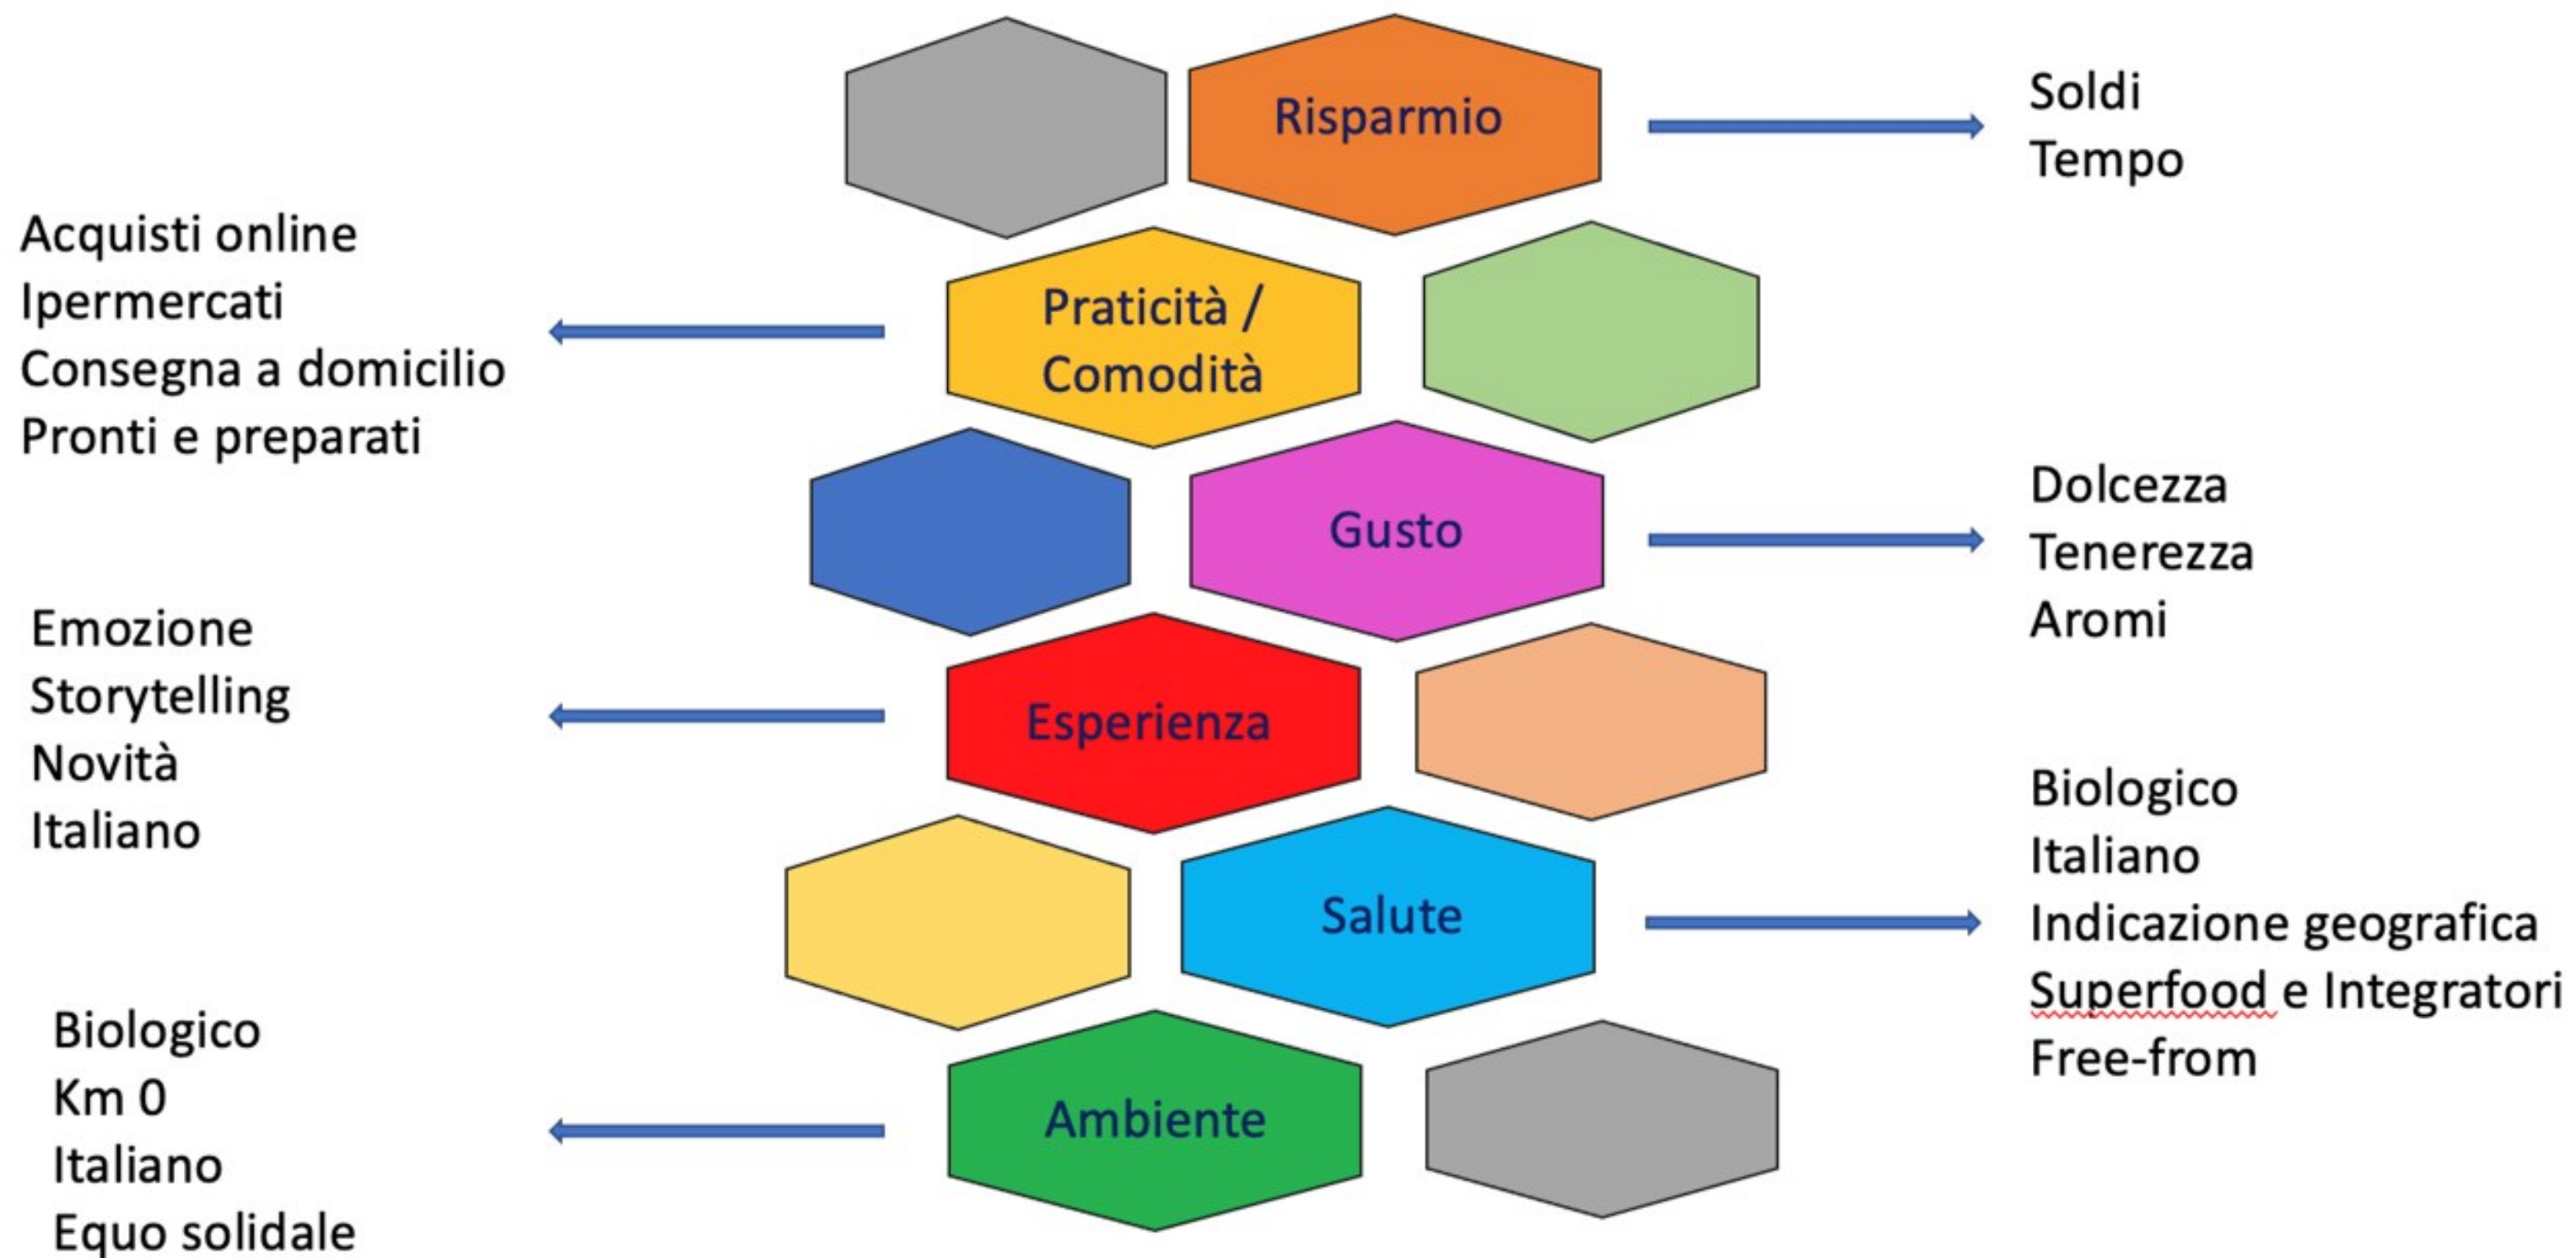 Risparmio
Soldi
Tempo
Acquisti online
Ipermercati
Consegna a domicilio
Pronti e preparati
Praticità /
Comodità
Gusto
Dolcezza
Tenerezza
Aromi
Emozione
Storytelling
Novità
Italiano
Esperienza
Salute
Biologico
Italiano
Indicazione geografica
Superfood e Integratori
Free-from
Biologico
Km 0
Italiano
Equo solidale
Ambiente